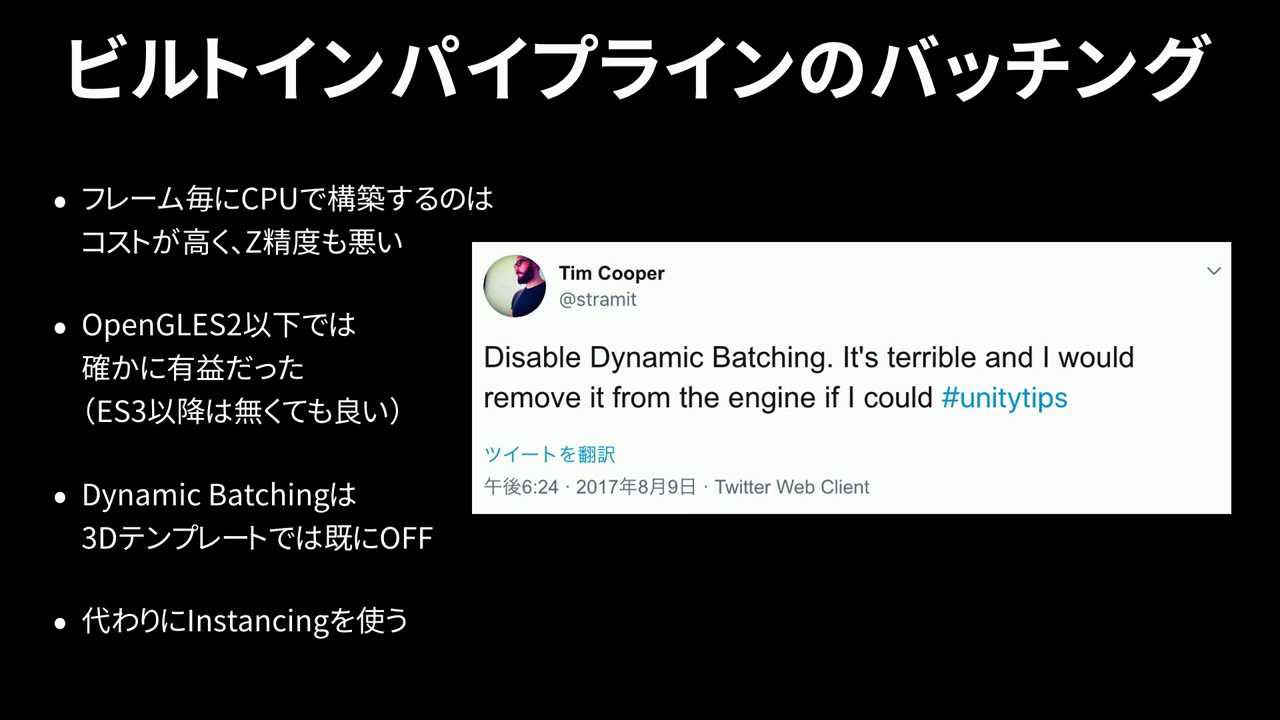 ビルトインパイプラインのバッチング
• フレーム毎にCPUで構築するのは
コストが高く、Z精度も悪い
• OpenGLES2以下では
確かに有益だった
（ES3以降は無くても良い）
• Dynamic Batchingは
3Dテンプレートでは既にOFF
• 代わりにInstancingを使う
Tim Cooper
@stramit
Disable Dynamic Batching. It's terrible and I would
remove it from the engine if I could #unitytips
ツイートを翻訳
午後6:24 · 2017年8月9日 · Twitter Web Client